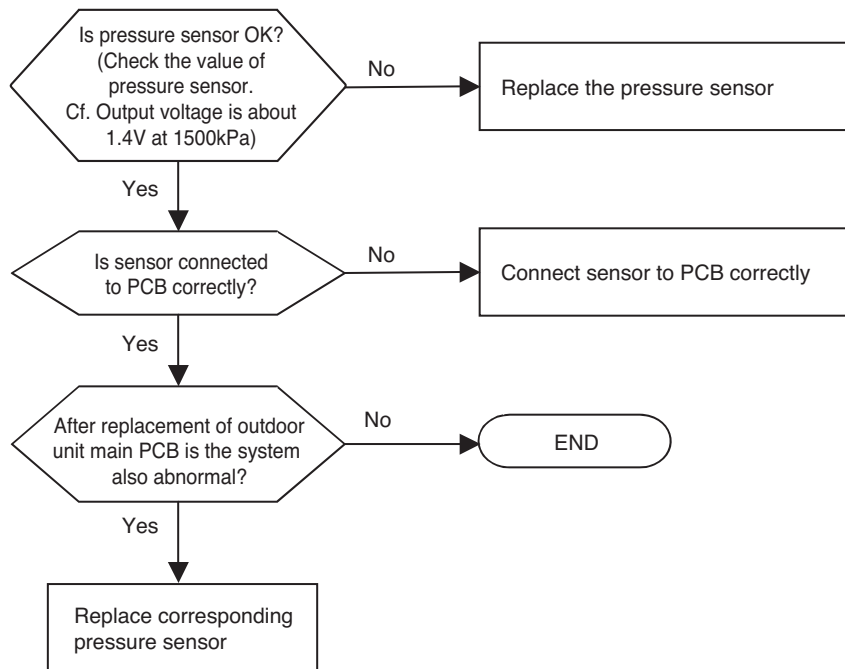 Is pressure sensor OK?
(Check the value of
pressure sensor.
Cf. Output voltage is about
1.4V at 1500kPa)
No
Replace the pressure sensor
Yes
Is sensor connected
to PCB correctly?
No
Connect sensor to PCB correctly
Yes
After replacement of outdoor
unit main PCB is the system
also abnormal?
No
END
Yes
Replace corresponding
pressure sensor